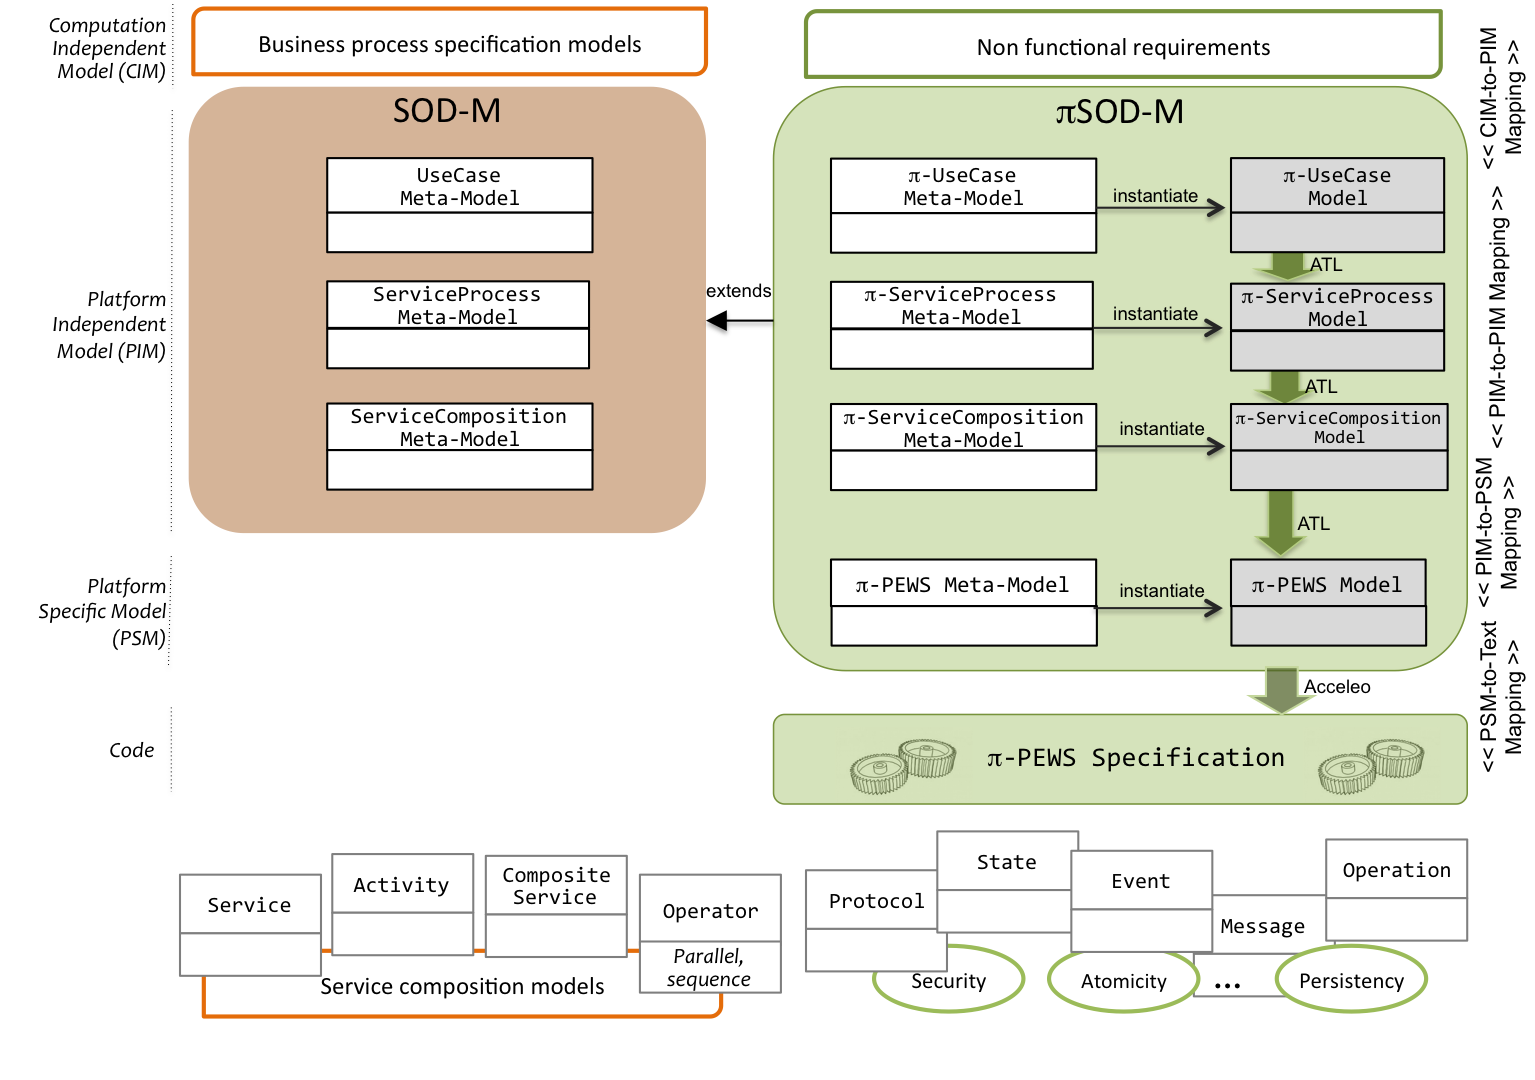 Computation
Independent
Model (CIM)
Business process specification models
Non functional requirements
<< CIM-to-PIM
Mapping >>
SOD-M
πSOD-M
UseCase
Meta-Model
π-UseCase
Meta-Model
instantiate
π-UseCase
Model
ATL
Platform
Independent
Model (PIM)
ServiceProcess
Meta-Model
extends
π-ServiceProcess
Meta-Model
instantiate
π-ServiceProcess
Model
ATL
<< PIM-to-PIM Mapping >>
ServiceComposition
Meta-Model
π-ServiceComposition
Meta-Model
instantiate
π-ServiceComposition
Model
ATL
<< PIM-to-PSM
Mapping >>
Platform
Specific Model
(PSM)
π-PEWS Meta-Model
instantiate
π-PEWS Model
Acceleo
<< PSM-to-Text
Mapping >>
Code
π-PEWS Specification
Service
Activity
Composite
Service
Operator
Parallel,
sequence
Service composition models
Protocol
State
Event
Message
Operation
Security
Atomicity
...
Persistency